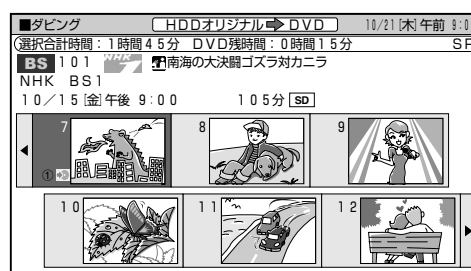 ■ダビング HDDオリジナル➡DVD 10/21[木]午前 9:0
選択合計時間:1時間45分 DVD残時間:0時間15分 SP
BS 101 南海の大決闘ゴズラ対カニラ
NHK BS1
10/15[金]午後 9:00 105分 SD
7 8 9
①
10 11 12